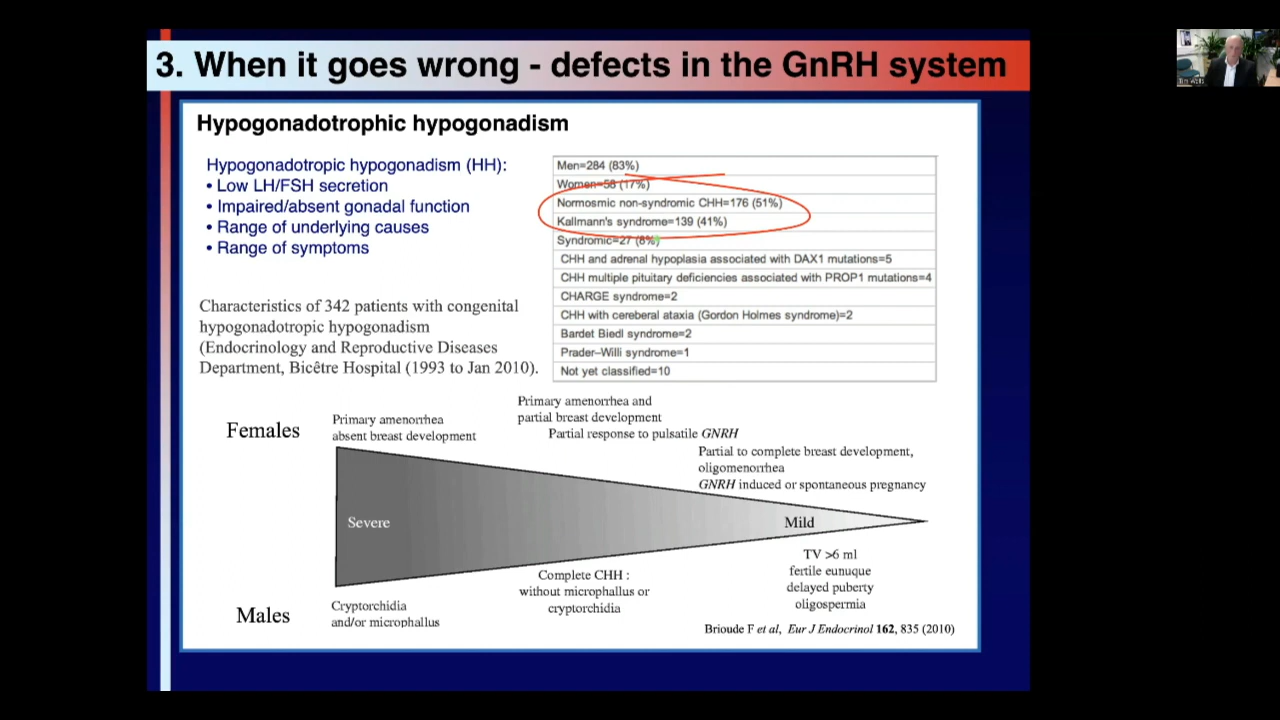 3. When it goes wrong - defects in the GnRH system
Hypogonadotrophic hypogonadism
Hypogonadotropic hypogonadism (HH):
• Low LH/FSH secretion
• Impaired/absent gonadal function
• Range of underlying causes
• Range of symptoms
Characteristics of 342 patients with congenital
hypogonadotropic hypogonadism
(Endocrinology and Reproductive Diseases
Department, Bicêtre Hospital (1993 to Jan 2010).
Men=284 (83%)
Women=58 (17%)
Normosmic non-syndromic CHH=176 (51%)
Kallmann's syndrome=139 (41%)
Syndromic=27 (8%)
CHH and adrenal hypoplasia associated with DAX1 mutations=5
CHH multiple pituitary deficiencies associated with PROP1 mutations=4
CHARGE syndrome=2
CHH with cereberal ataxia (Gordon Holmes syndrome)=2
Bardet Biedl syndrome=2
Prader–Willi syndrome=1
Not yet classified=10
Females
Primary amenorrhea
absent breast development
Primary amenorrhea and
partial breast development
Partial response to pulsatile GNRH
Partial to complete breast development,
oligomenorrhea
GNRH induced or spontaneous pregnancy
Severe
Mild
Males
Cryptorchidia
and/or microphallus
Complete CHH :
without microphallus or
cryptorchidia
TV >6 ml
fertile eunuque
delayed puberty
oligospermia
Brioude F et al, Eur J Endocrinol 162, 835 (2010)